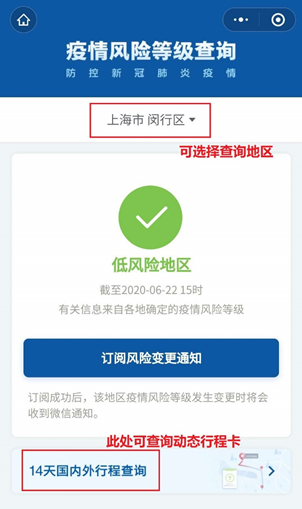 疫情风险等级查询
防控新冠肺炎疫情
上海市 闵行区
可选择查询地区
低风险地区
截至2020-06-22 15时
有关信息来自各地确定的疫情风险等级
订阅风险变更通知
订阅成功后，该地区疫情风险等级发生变更时将会
收到微信通知。
此处可查询动态行程卡
14天国内外行程查询